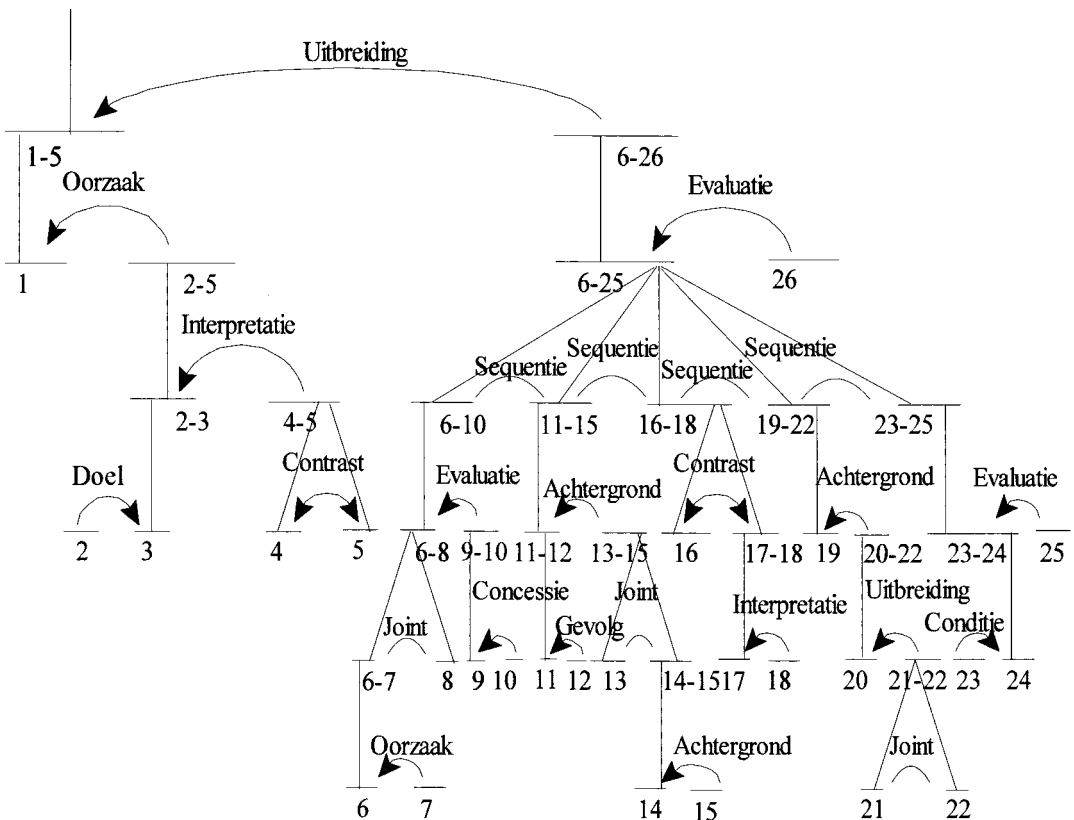 Uitbreiding
1-5 6-26
Oorzaak Evaluatie
1 2-5 6-25 26
Interpretatie Sequentie Sequentie Sequentie Sequentie
2-3 4-5 6-10 11-15 16-18 19-22 23-25
Doel Contrast Evaluatie Achtergrond Contrast Achtergrond Evaluatie
2 3 4 5 6-8 9-10 11-12 13-15 16 17-18 19 20-22 23-24 25
Joint Concessie Gevolg Joint Interpretatie Uitbreiding Conditie
6-7 8 9 10 11 12 13 14-15 17 18 20 21-22 23 24
Oorzaak Achtergrond Joint
6 7 14 15 21 22